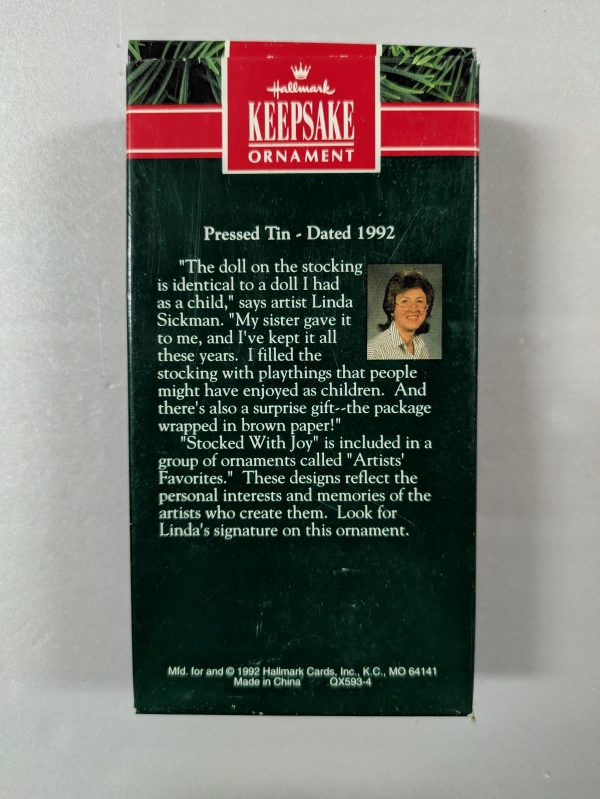 Hallmark
KEEPSAKE
ORNAMENT
Pressed Tin - Dated 1992
"The doll on the stocking
is identical to a doll I had
as a child," says artist Linda
Sickman. "My sister gave it
to me, and I've kept it all
these years. I filled the
stocking with playthings that people
might have enjoyed as children. And
there's also a surprise gift--the package
wrapped in brown paper!"
"Stocked With Joy" is included in a
group of ornaments called "Artists'
Favorites." These designs reflect the
personal interests and memories of the
artists who create them. Look for
Linda's signature on this ornament.
Mfd. for and © 1992 Hallmark Cards, Inc., K.C., MO 64141
Made in China QX593-4